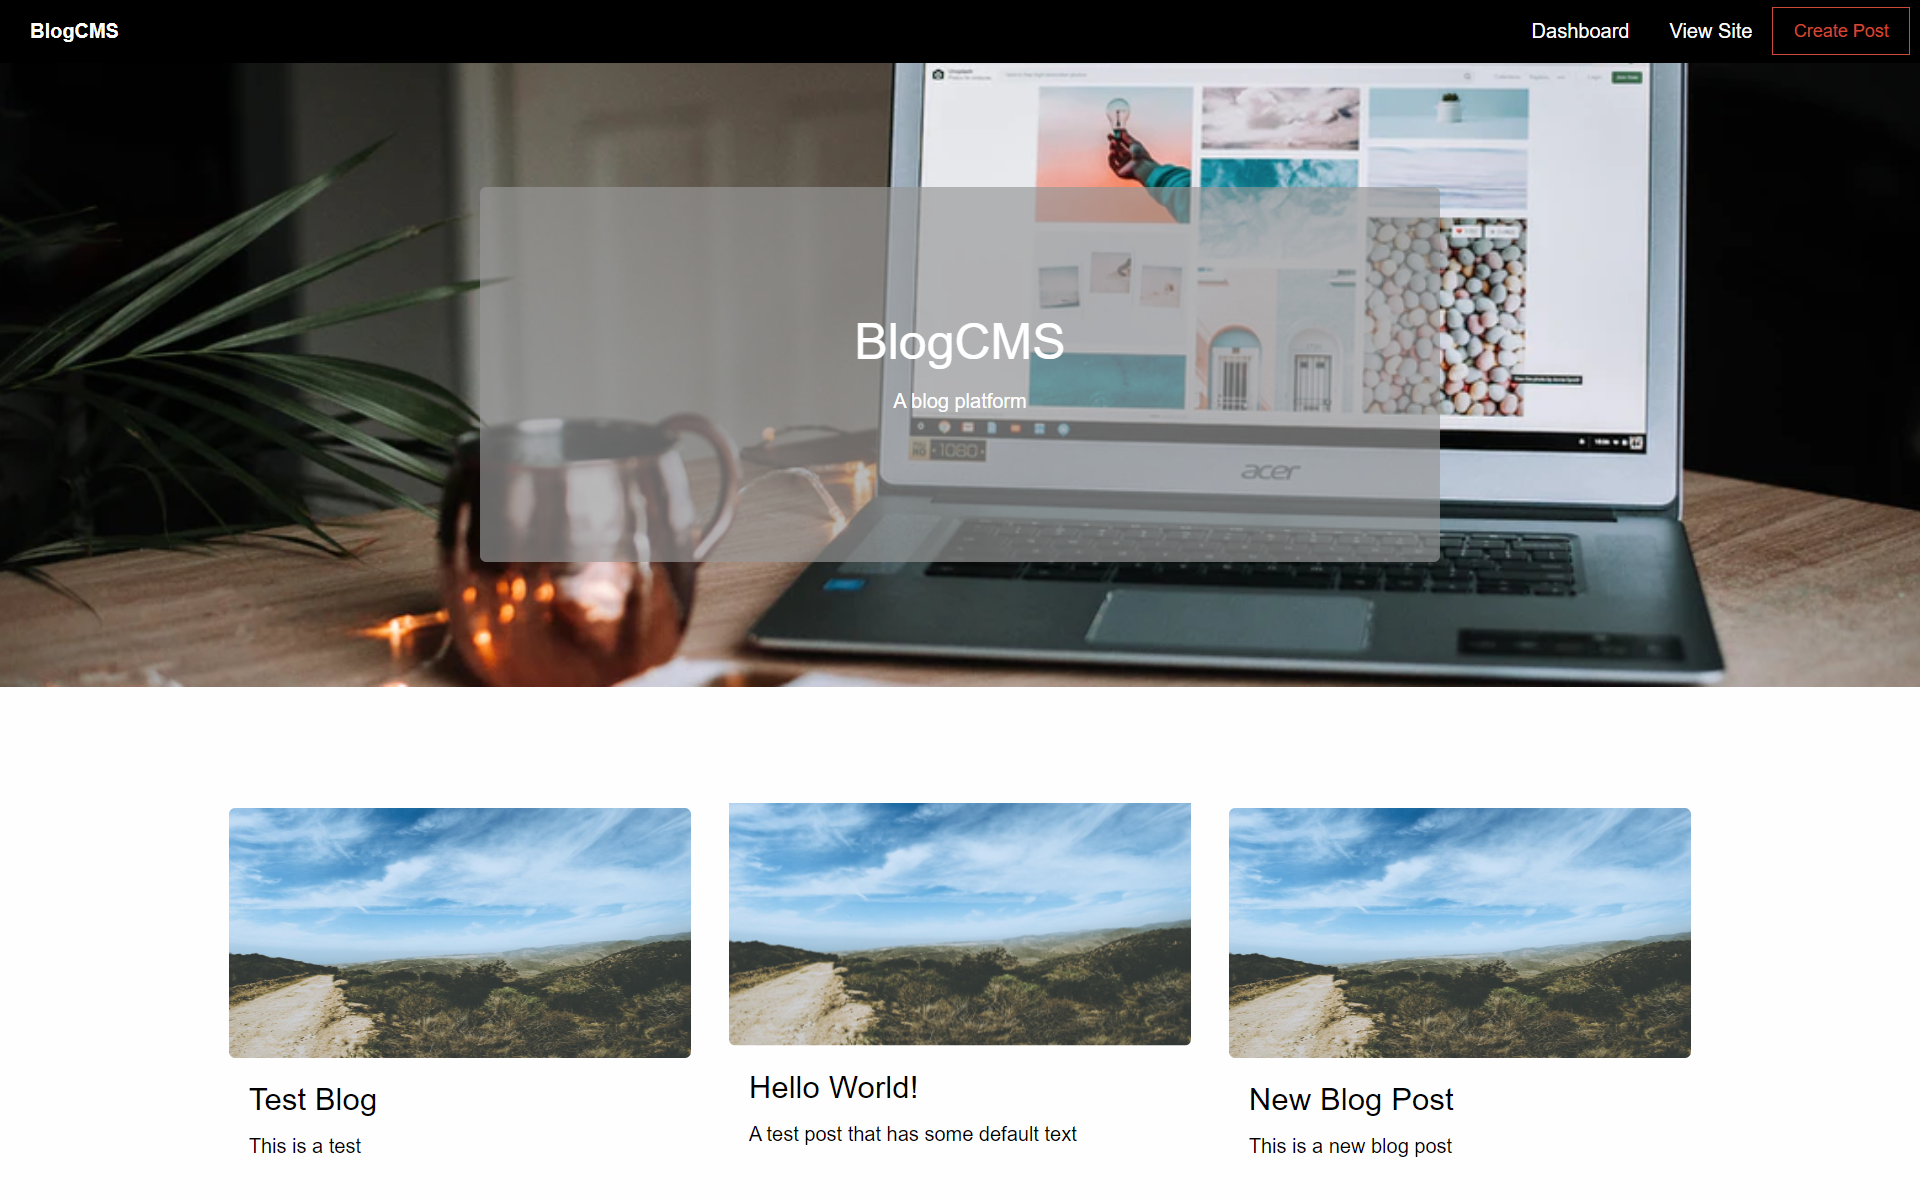 BlogCMS
Dashboard
View Site
Create Post
BlogCMS
A blog platform
1080
acer
Test Blog
This is a test
Hello World!
A test post that has some default text
New Blog Post
This is a new blog post